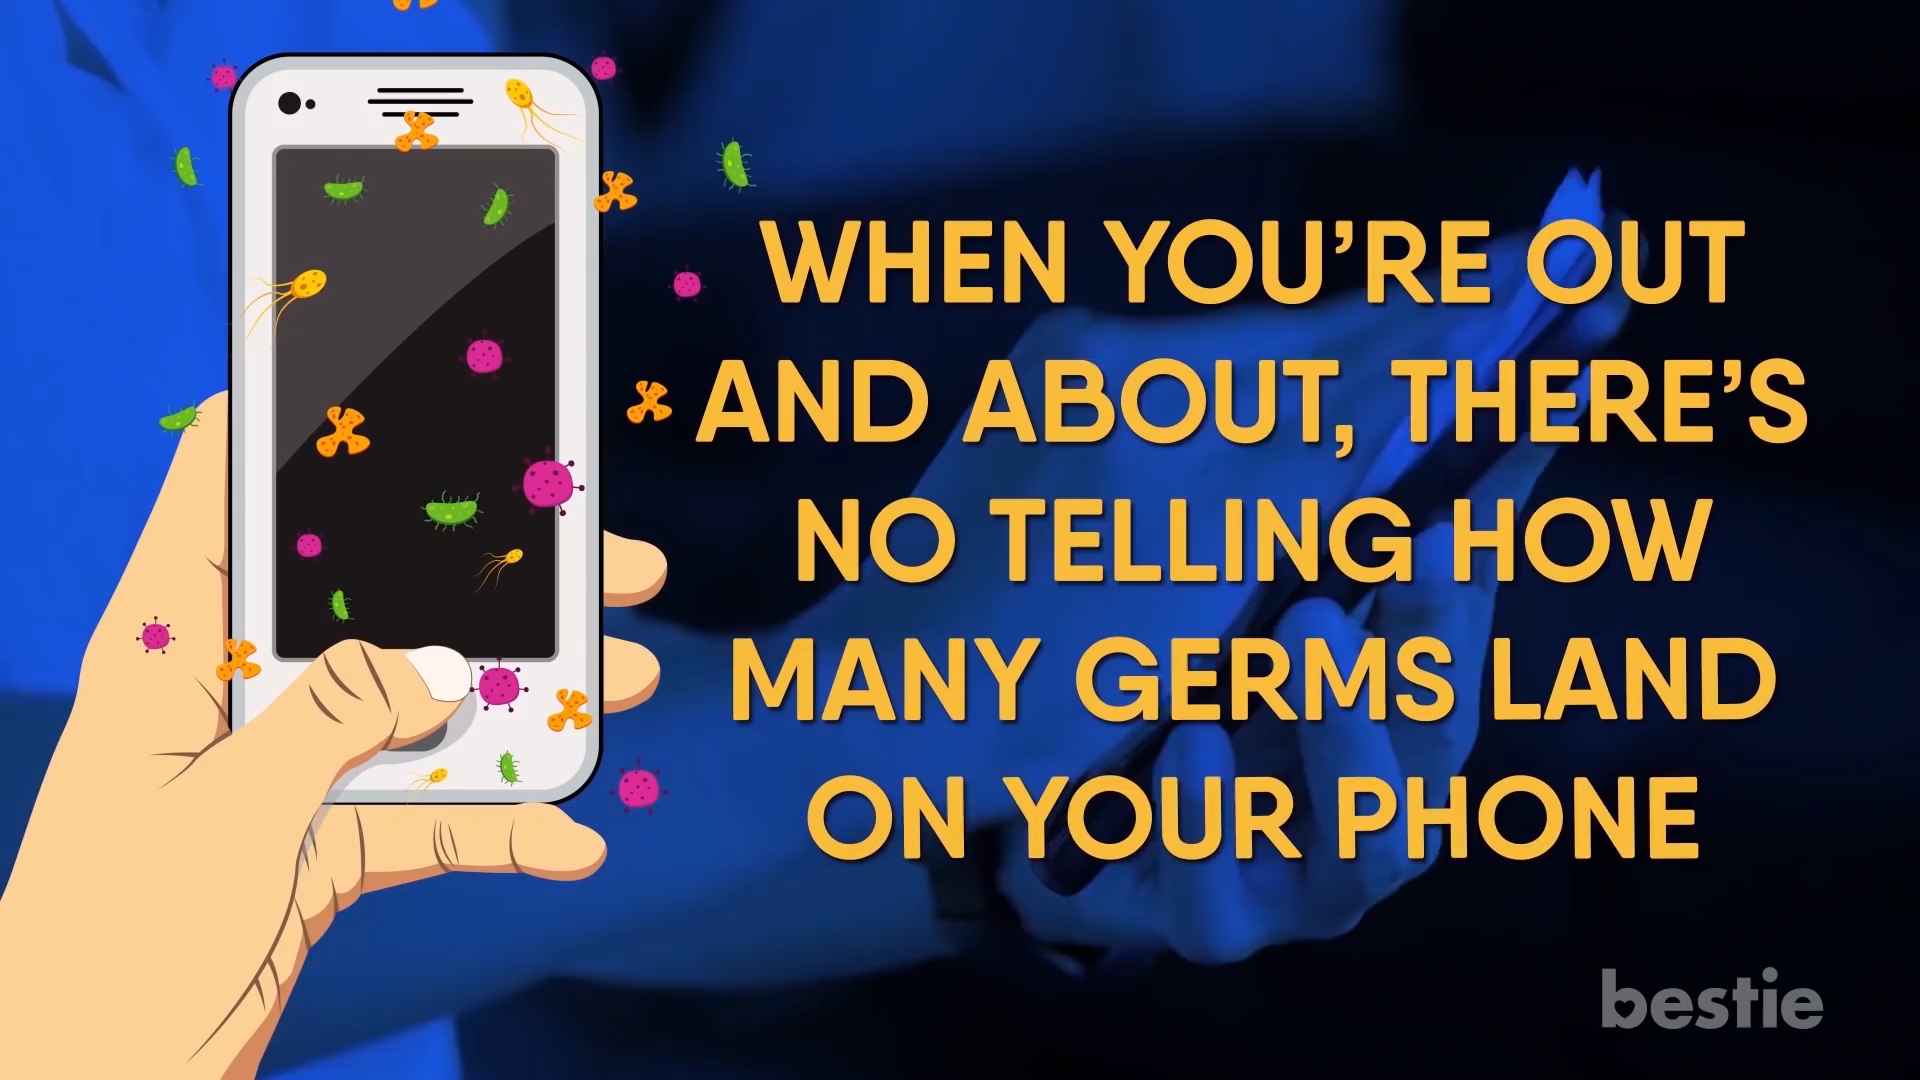 WHEN YOU’RE OUT
AND ABOUT, THERE’S
NO TELLING HOW
MANY GERMS LAND
ON YOUR PHONE
bestie